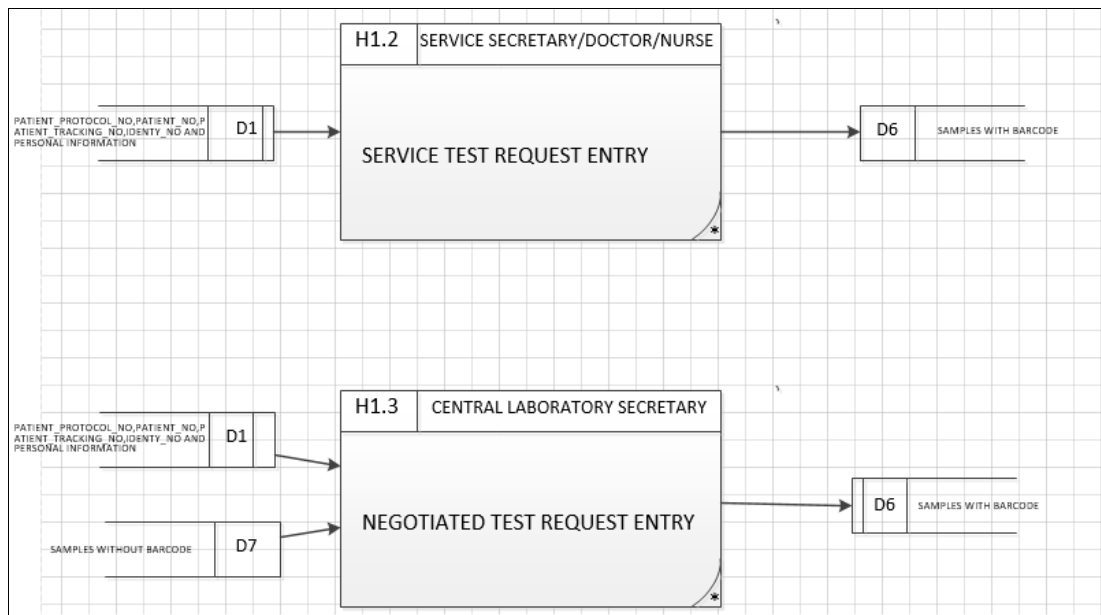 H1.2 SERVICE SECRETARY/DOCTOR/NURSE
PATIENT_PROTOCOL_NO,PATIENT_NO,P
ATIENT_TRACKING_NO,IDENTY_NO AND
PERSONAL INFORMATION
D1
SERVICE TEST REQUEST ENTRY
*
D6
SAMPLES WITH BARCODE
H1.3 CENTRAL LABORATORY SECRETARY
PATIENT_PROTOCOL_NO,PATIENT_NO,P
ATIENT_TRACKING_NO,IDENTY_NO AND
PERSONAL INFORMATION
D1
SAMPLES WITHOUT BARCODE
D7
NEGOTIATED TEST REQUEST ENTRY
*
D6
SAMPLES WITH BARCODE